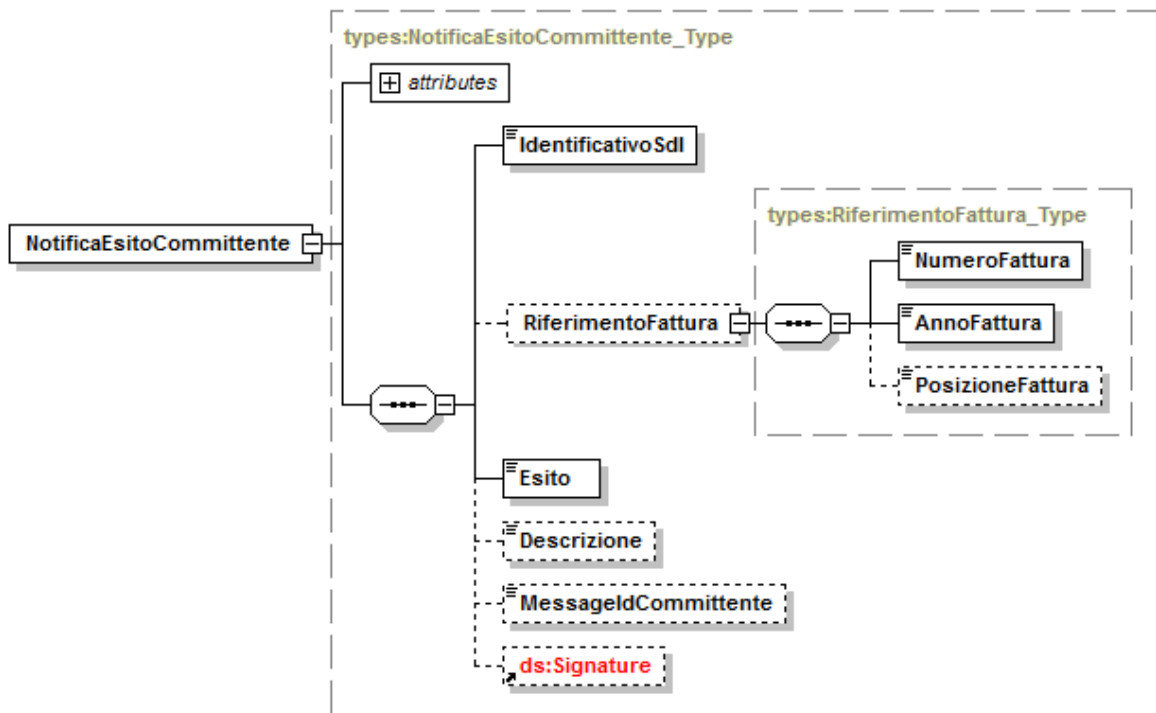 types:NotificaEsitoCommittente_Type
attributes
IdentificativoSdI
types:RiferimentoFattura_Type
NotificaEsitoCommittente
NumeroFattura
RiferimentoFattura
AnnoFattura
PosizioneFattura
Esito
Descrizione
MessageIdCommittente
ds:Signature